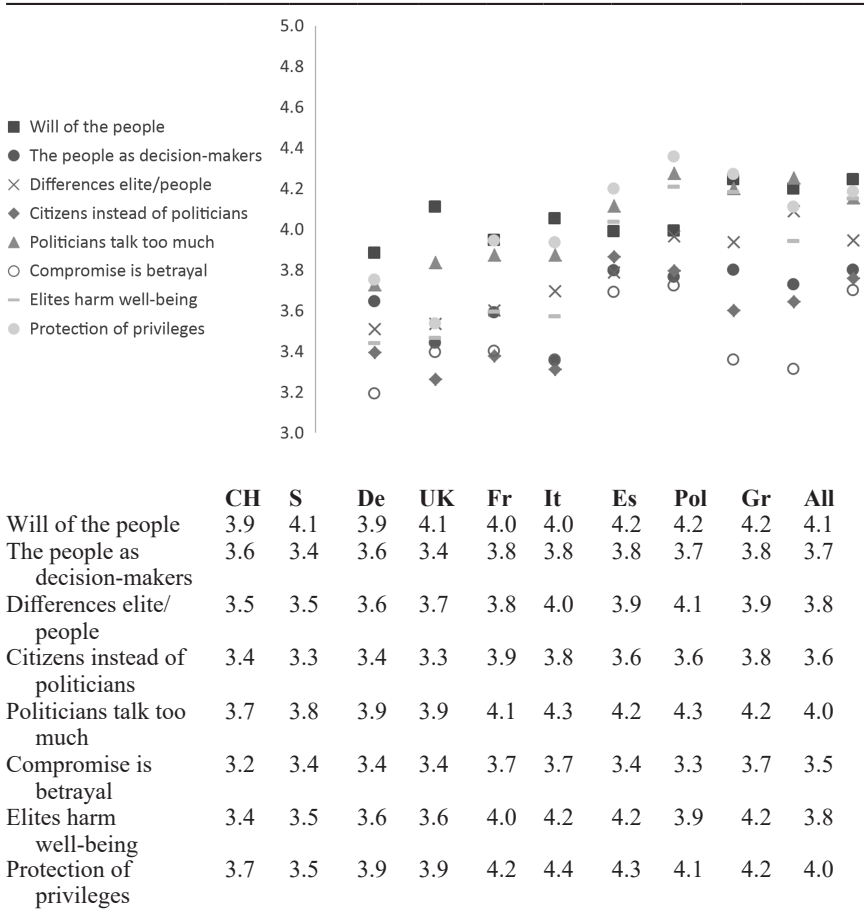 5.0
4.8
4.6
4.4
4.2
4.0
3.8
3.6
3.4
3.2
3.0
Will of the people
The people as decision-makers
Differences elite/people
Citizens instead of politicians
Politicians talk too much
Compromise is betrayal
Elites harm well-being
Protection of privileges
CH S De UK Fr It Es Pol Gr All
Will of the people 3.9 4.1 3.9 4.1 4.0 4.0 4.2 4.2 4.2 4.1
The people as 3.6 3.4 3.6 3.4 3.8 3.8 3.8 3.7 3.8 3.7
decision-makers
Differences elite/ 3.5 3.5 3.6 3.7 3.8 4.0 3.9 4.1 3.9 3.8
people
Citizens instead of 3.4 3.3 3.4 3.3 3.9 3.8 3.6 3.6 3.8 3.6
politicians
Politicians talk too 3.7 3.8 3.9 3.9 4.1 4.3 4.2 4.3 4.2 4.0
much
Compromise is 3.2 3.4 3.4 3.4 3.7 3.7 3.4 3.3 3.7 3.5
betrayal
Elites harm 3.4 3.5 3.6 3.6 4.0 4.2 4.2 3.9 4.2 3.8
well-being
Protection of 3.7 3.5 3.9 3.9 4.2 4.4 4.3 4.1 4.2 4.0
privileges